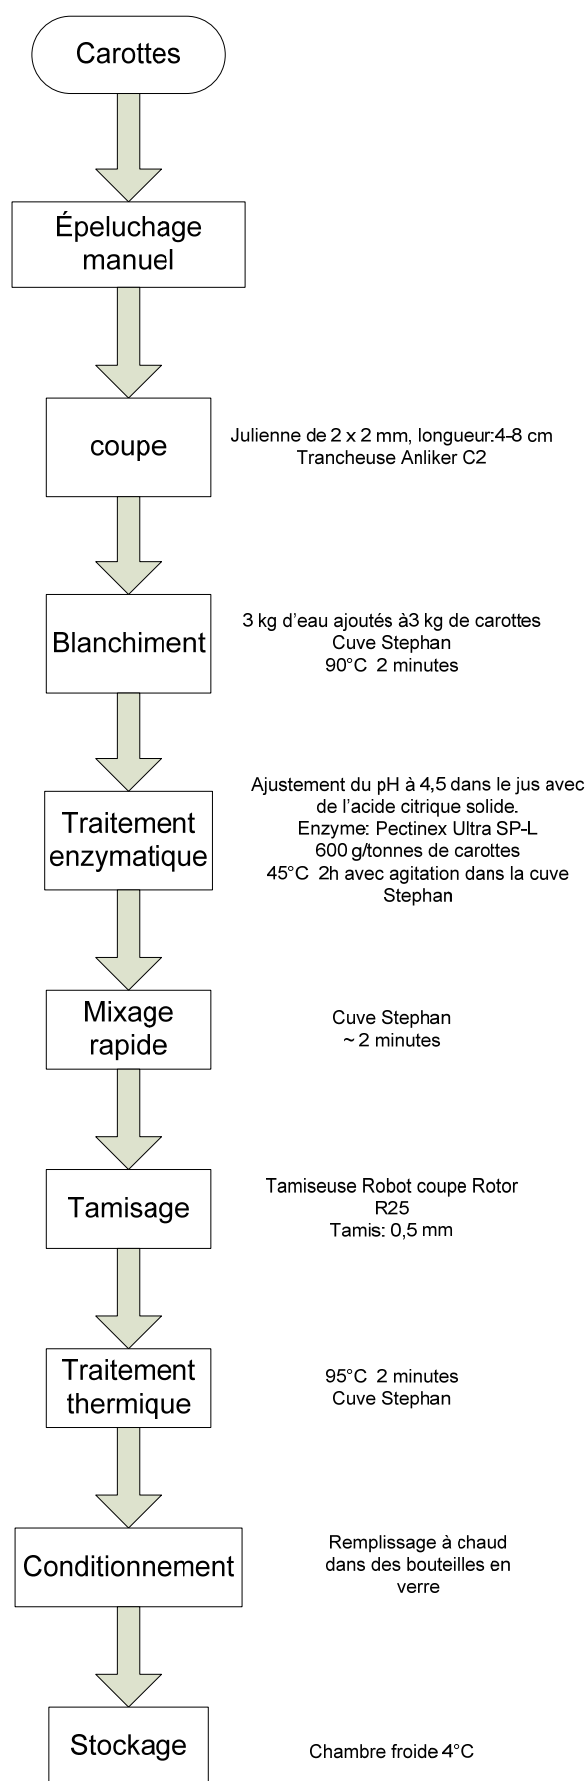 Carottes
Épeluchage
manuel
coupe
Julienne de 2 x 2 mm, longueur:4-8 cm
Trancheuse Anliker C2
Blanchiment
3 kg d'eau ajoutés à3 kg de carottes
Cuve Stephan
90°C 2 minutes
Traitement
enzymatique
Ajustement du pH à 4,5 dans le jus avec
de l'acide citrique solide.
Enzyme: Pectinex Ultra SP-L
600 g/tonnes de carottes
45°C 2h avec agitation dans la cuve
Stephan
Mixage
rapide
Cuve Stephan
~ 2 minutes
Tamisage
Tamiseuse Robot coupe Rotor
R25
Tamis: 0,5 mm
Traitement
thermique
95°C 2 minutes
Cuve Stephan
Conditionnement
Remplissage à chaud
dans des bouteilles en
verre
Stockage
Chambre froide 4°C